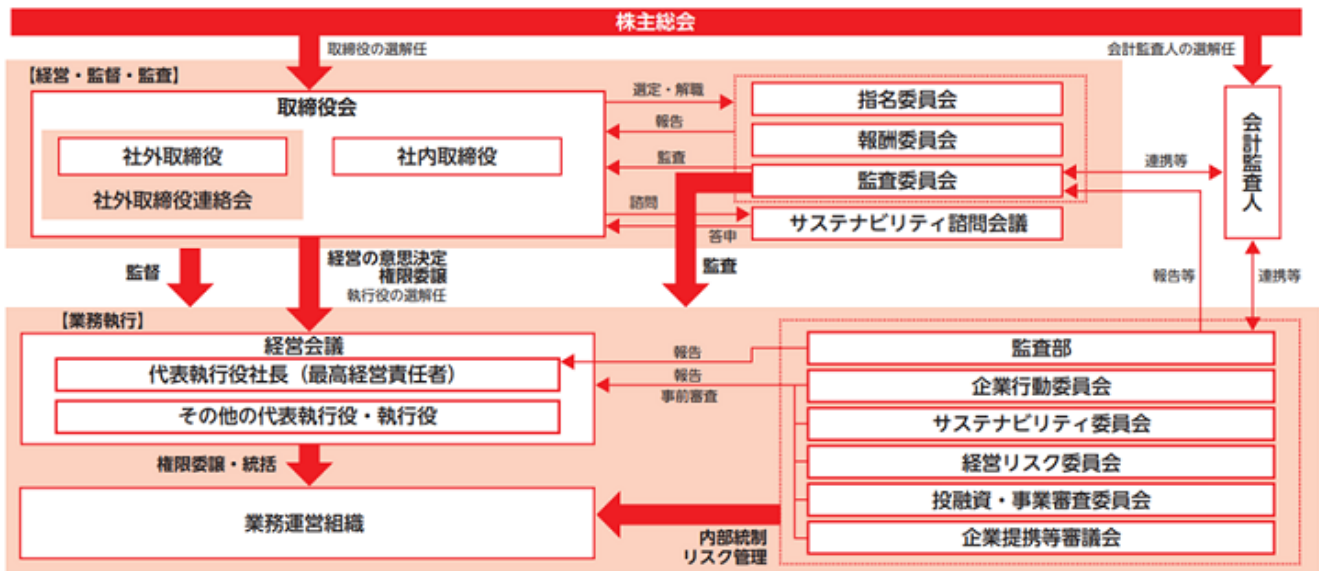 株主総会
取締役の選解任
会計監査人の選解任
【経営・監督・監査】
取締役会
社外取締役
社内取締役
社外取締役連絡会
選定・解職
報告
監査
諮問
答申
指名委員会
報酬委員会
監査委員会
サステナビリティ諮問会議
連携等
会計監査人
監督
経営の意思決定
権限委譲
執行役の選解任
監査
報告等
連携等
【業務執行】
経営会議
代表執行役社長（最高経営責任者）
その他の代表執行役・執行役
報告
報告
事前審査
監査部
企業行動委員会
サステナビリティ委員会
経営リスク委員会
投融資・事業審査委員会
企業提携等審議会
権限委譲・統括
業務運営組織
内部統制
リスク管理